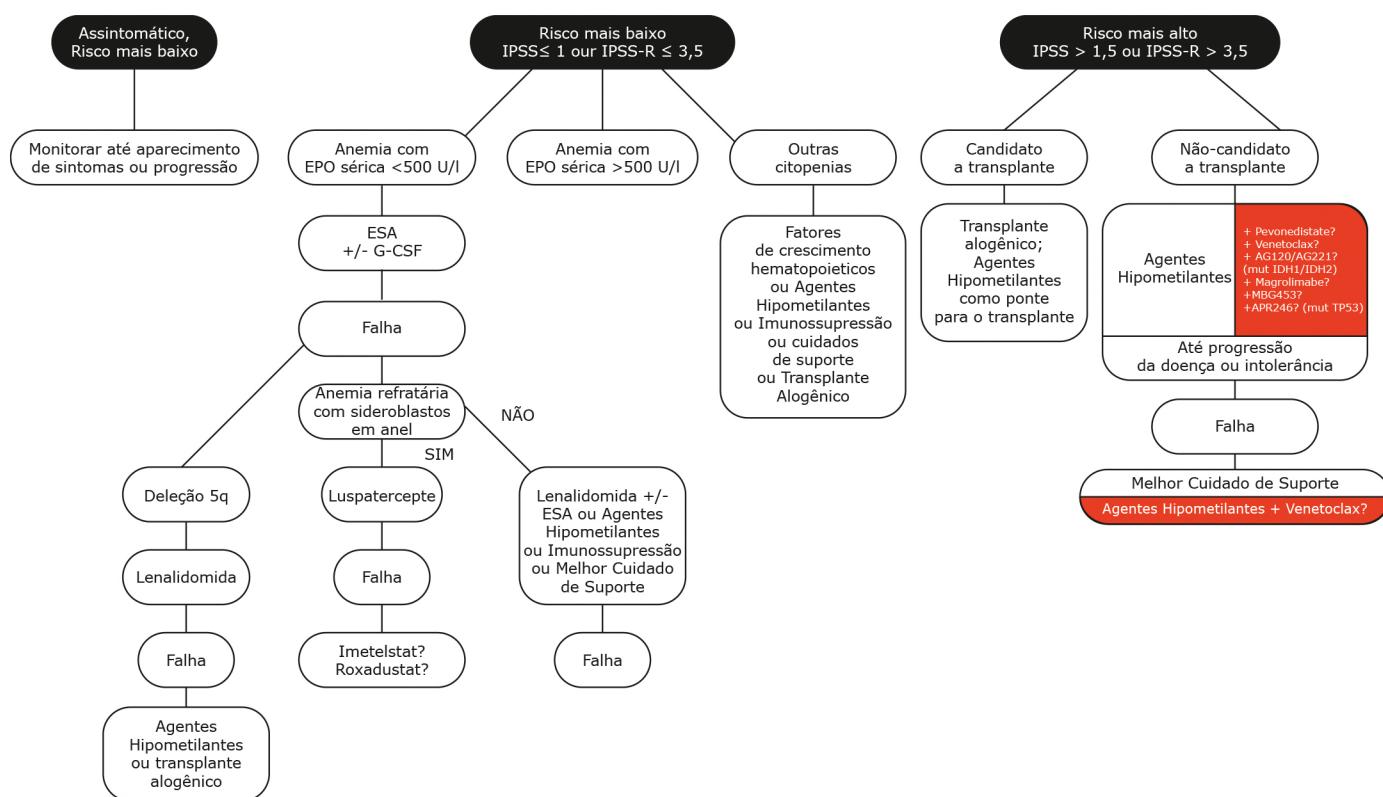 Assintomático,
Risco mais baixo
Monitorar até aparecimento
de sintomas ou progressão
Risco mais baixo
IPSS≤ 1 our IPSS-R ≤ 3,5
Anemia com
EPO sérica <500 U/l
Anemia com
EPO sérica >500 U/l
Outras
citopenias
ESA
+/- G-CSF
Falha
Anemia refratária
com sideroblastos
em anel
NÃO
SIM
Deleção 5q
Lenalidomida
Falha
Agentes
Hipometilantes
ou transplante
alogênico
Luspatercepte
Falha
Imetelstat?
Roxadustat?
Lenalidomida +/-
ESA ou Agentes
Hipometilantes
ou Imunossupressão
ou Melhor Cuidado
de Suporte
Falha
Fatores
de crescimento
hematopoieticos
ou Agentes
Hipometilantes
ou Imunossupressão
ou cuidados
de suporte
ou Transplante
Alogênico
Risco mais alto
IPSS > 1,5 ou IPSS-R > 3,5
Candidato
a transplante
Transplante
alogênico;
Agentes
Hipometilantes
como ponte
para o transplante
Não-candidato
a transplante
Agentes
Hipometilantes
+ Pevonedistate?
+ Venetoclax?
+ AG120/AG221?
(mut IDH1/IDH2)
+ Magrolimabe?
+MBG453?
+APR246? (mut TP53)
Até progressão
da doença ou intolerância
Falha
Melhor Cuidado de Suporte
Agentes Hipometilantes + Venetoclax?